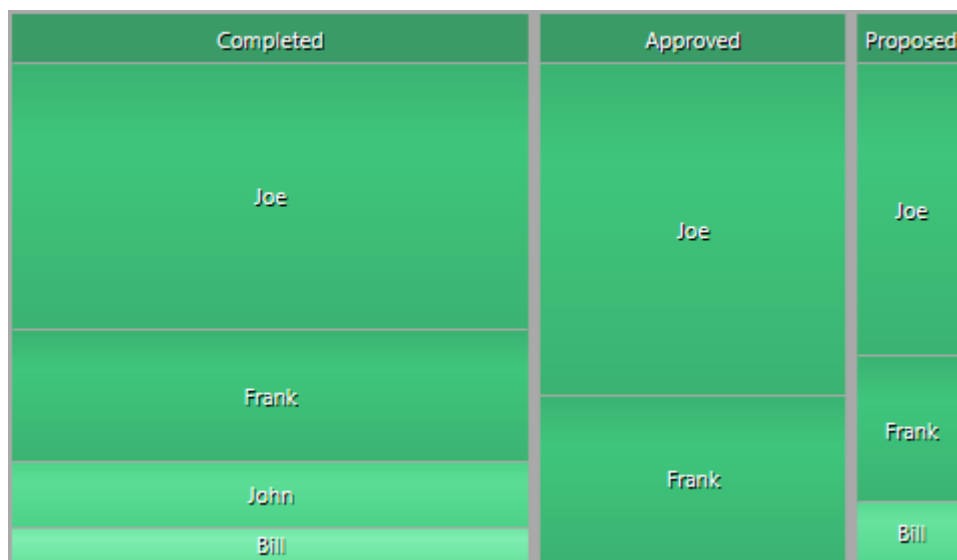 Completed
Approved
Proposed
Joe
Joe
Joe
Frank
Frank
Frank
John
Bill
Bill